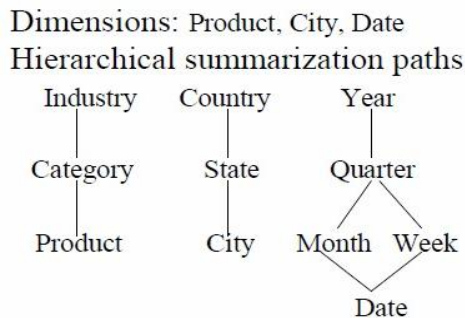 Dimensions: Product, City, Date
Hierarchical summarization paths
Industry Country Year
Category State Quarter
Product City Month Week
Date